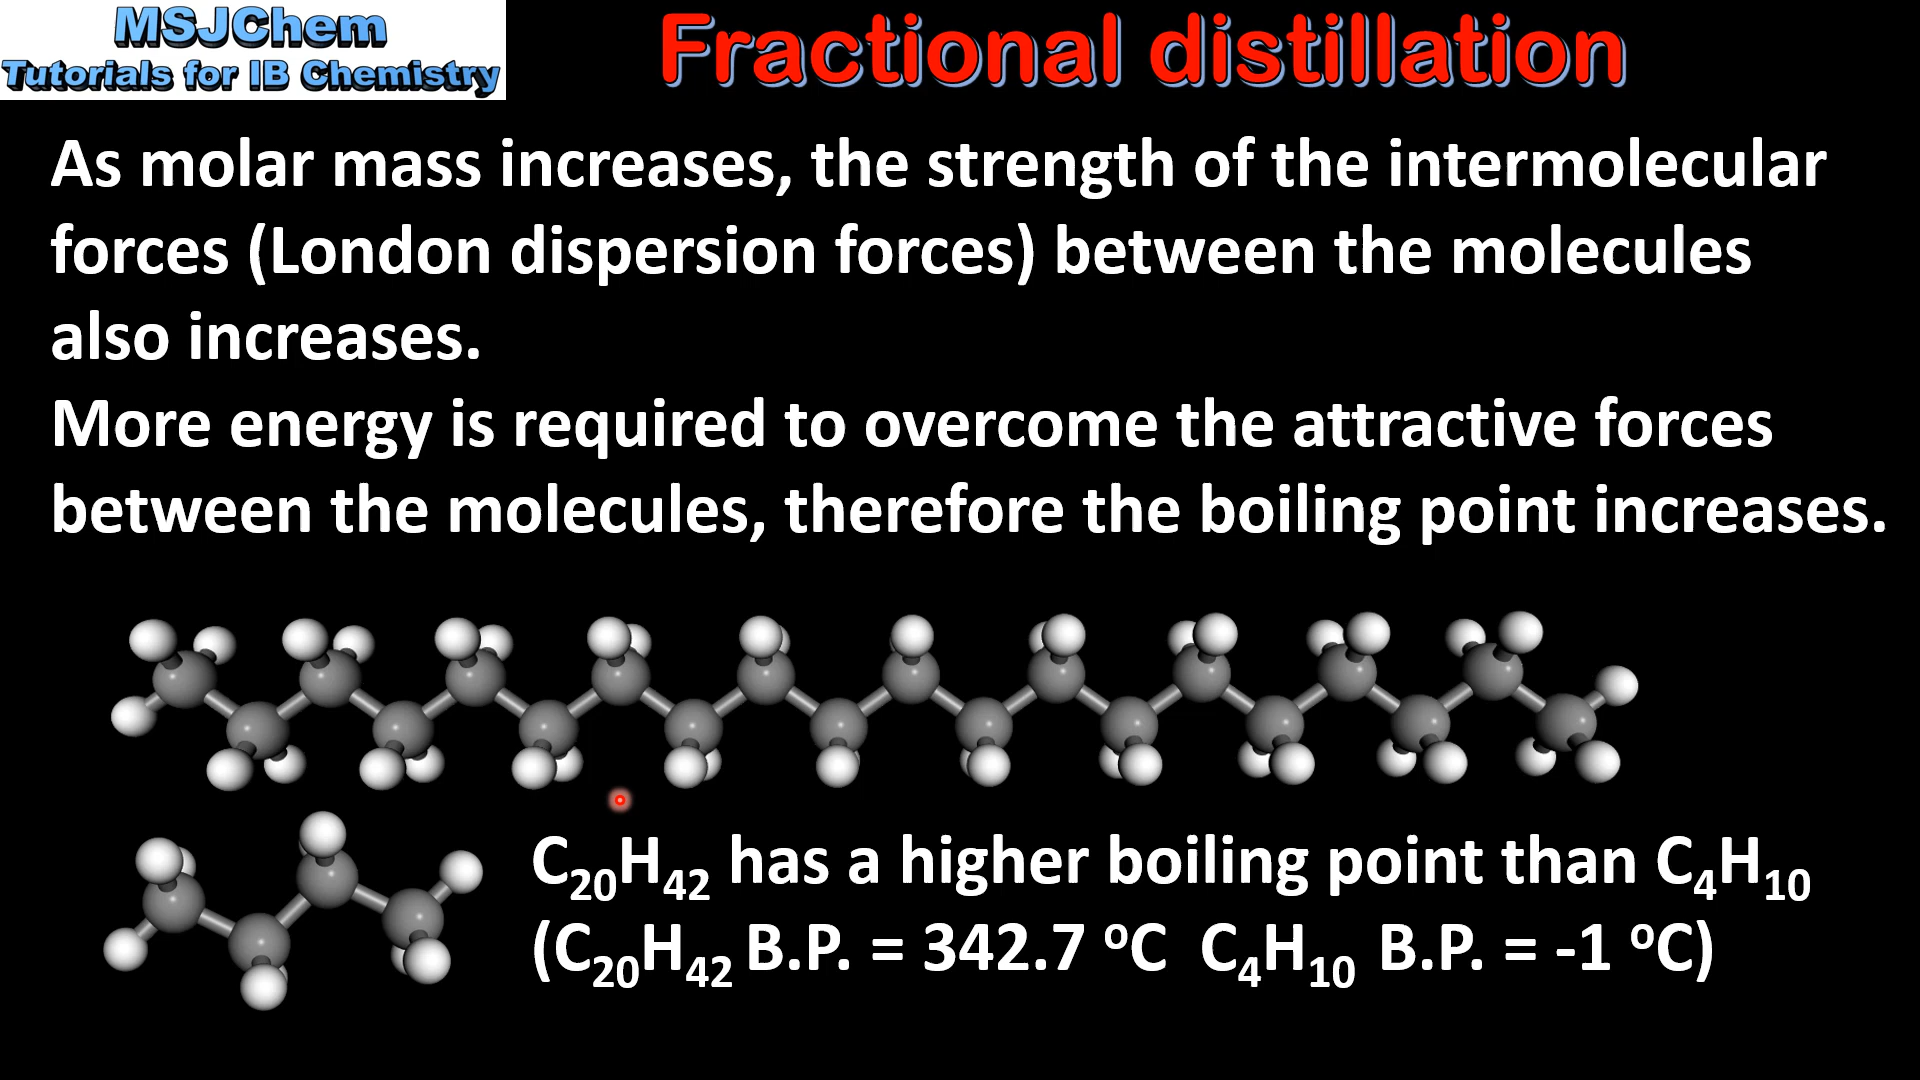 MSJChem
Tutorials for IB Chemistry
Fractional distillation
As molar mass increases, the strength of the intermolecular
forces (London dispersion forces) between the molecules
also increases.
More energy is required to overcome the attractive forces
between the molecules, therefore the boiling point increases.
C₂₀H₄₂ has a higher boiling point than C₄H₁₀
(C₂₀H₄₂ B.P. = 342.7 ᵒC  C₄H₁₀ B.P. = -1 ᵒC)